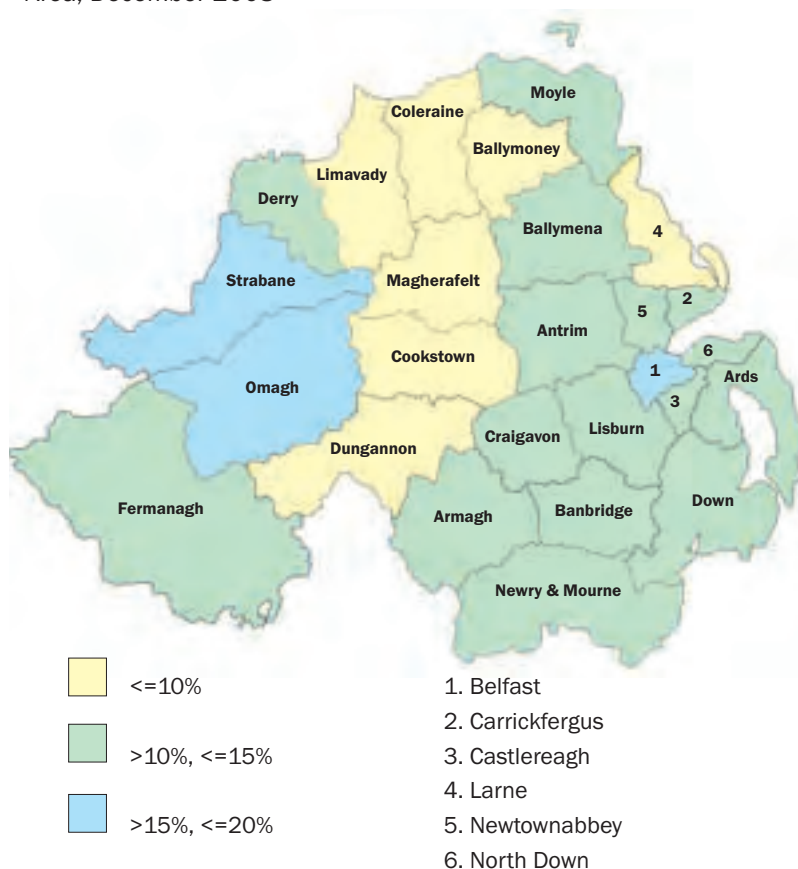 Area, December
Moyle
Coleraine
Ballymoney
Limavady
Derry
Ballymena
4
Strabane
Magherafelt
2
5
Antrim
6
Cookstown
1
Ards
Omagh
3
Lisburn
Craigavon
Dungannon
Down
Fermanagh
Banbridge
Armagh
Newry & Mourne
<=10%
>10%, <=15%
>15%, <=20%
1. Belfast
2. Carrickfergus
3. Castlereagh
4. Larne
5. Newtownabbey
6. North Down